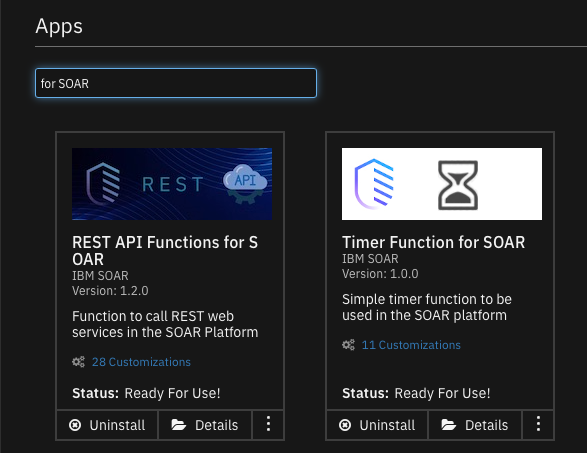 Apps
for SOAR
REST API
REST API Functions for S
OAR
IBM SOAR
Version: 1.2.0
Function to call REST web
services in the SOAR Platform
28 Customizations
Status: Ready For Use!
Uninstall Details
Timer Function for SOAR
IBM SOAR
Version: 1.0.0
Simple timer function to be
used in the SOAR platform
11 Customizations
Status: Ready For Use!
Uninstall Details